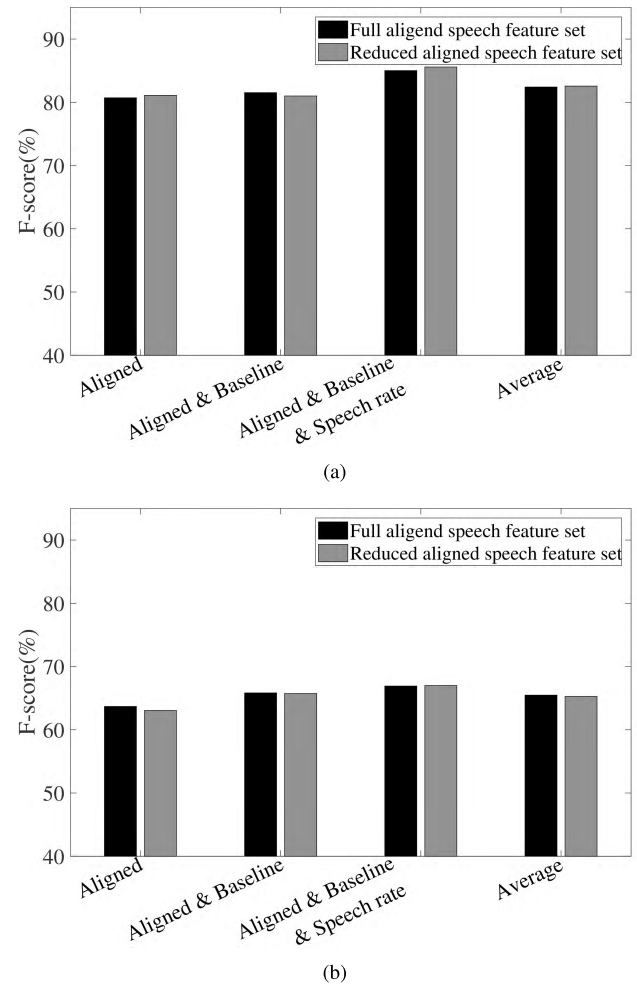 90
80
70
60
50
40
F-score(%)
Full aligend speech feature set
Reduced aligned speech feature set
Aligned
Aligned & Baseline
Aligned & Baseline
& Speech rate
Average
(a)
90
80
70
60
50
40
F-score(%)
Full aligend speech feature set
Reduced aligned speech feature set
Aligned
Aligned & Baseline
Aligned & Baseline
& Speech rate
Average
(b)